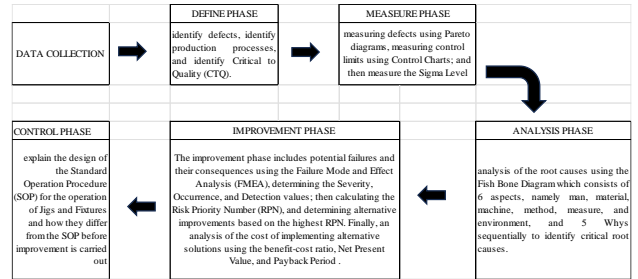 DEFINE PHASE
MEASEURE PHASE
DATA COLLECTION
identify defects, identify
production processes,
and identify Critical to
Quality (CTQ).
measuring defects using Pareto
diagrams, measuring control
limits using Control Charts; and
then measure the Sigma Level
CONTROL PHASE
explain the design of
the Standard
Operation Procedure
(SOP) for the operation
of Jigs and Fixtures
and how they differ
from the SOP before
improvement is carried
out
IMPROVEMENT PHASE
The improvement phase includes potential failures and
their consequences using the Failure Mode and Effect
Analysis (FMEA), determining the Severity,
Occurrence, and Detection values; then calculating the
Risk Priority Number (RPN), and determining alternative
improvements based on the highest RPN. Finally, an
analysis of the cost of implementing alternative
solutions using the benefit-cost ratio, Net Present
Value, and Payback Period .
ANALYSIS PHASE
analysis of the root causes using the
Fish Bone Diagram which consists of
6 aspects, namely man, material,
machine, method, measure, and
environment, and 5 Whys
sequentially to identify critical root
causes.